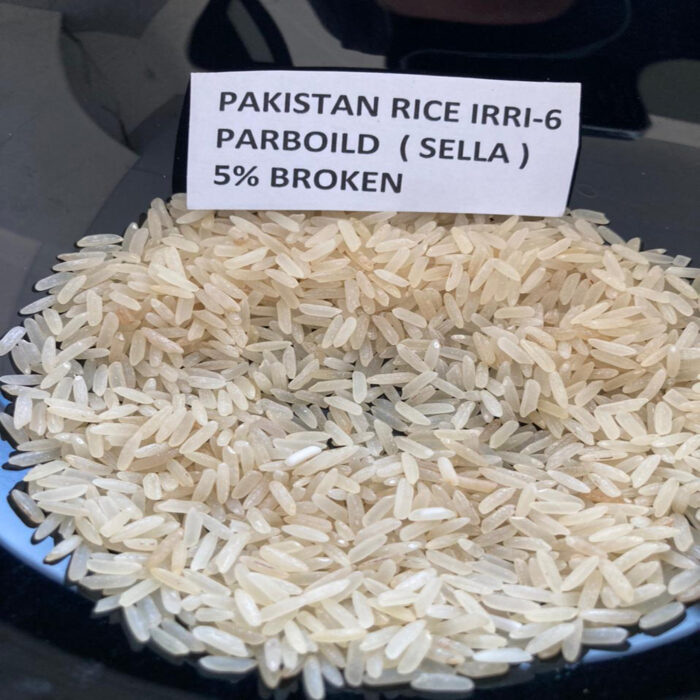 PAKISTAN RICE IRRI-6
PARBOILD ( SELLA )
5% BROKEN